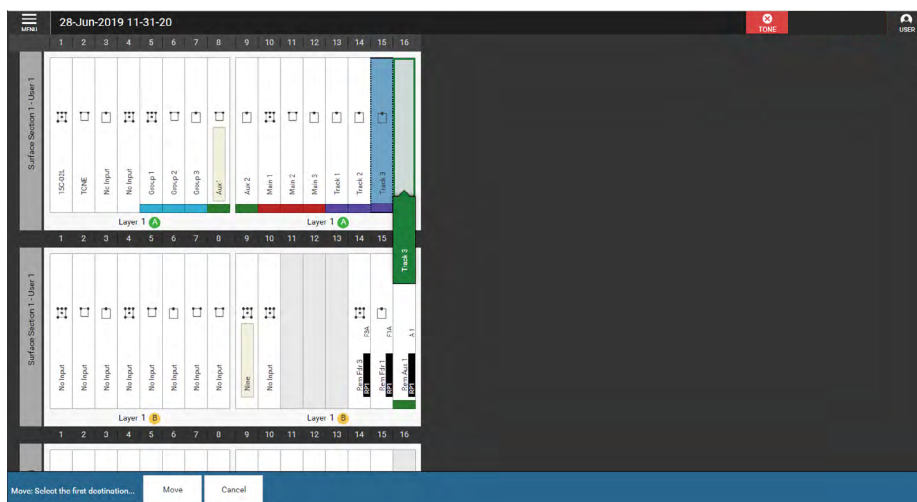 MENU
28-Jun-2019 11-31-20
TONE
USER
1 2 3 4 5 6 7 8 9 10 11 12 13 14 15 16
Surface Section 1 - User 1
15C-02L
TONE
No Input
No Input
Group 1
Group 2
Group 3
Aux 1
Aux 2
Main 1
Main 2
Main 3
Track 1
Track 2
Track 3
Layer 1 A
Layer 1 A
Track 3
1 2 3 4 5 6 7 8 9 10 11 12 13 14 15
Surface Section 1 - User 1
No Input
No Input
No Input
No Input
No Input
No Input
No Input
No Input
Nine
No Input
Rem Fdr 3
F3A
RP1
Rem Fdr 1
F1A
RP1
Rem Aux 1
A1
RP1
Layer 1 B
Layer 1 B
1 2 3 4 5 6 7 8 9 10 11 12 13 14 15 16
Move: Select the first destination...
Move
Cancel